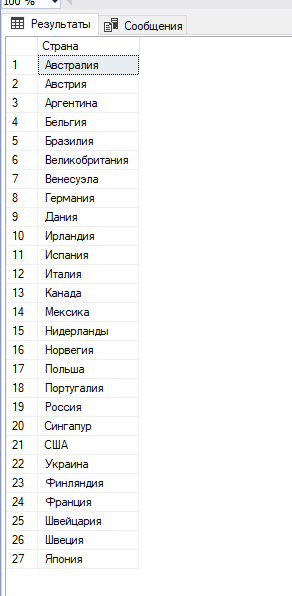 100 %
Результаты Сообщения
Страна
1 Австралия
2 Австрия
3 Аргентина
4 Бельгия
5 Бразилия
6 Великобритания
7 Венесуэла
8 Германия
9 Дания
10 Ирландия
11 Испания
12 Италия
13 Канада
14 Мексика
15 Нидерланды
16 Норвегия
17 Польша
18 Португалия
19 Россия
20 Сингапур
21 США
22 Украина
23 Финляндия
24 Франция
25 Швейцария
26 Швеция
27 Япония